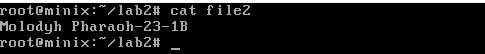 root@minix:~/lab2# cat file2
Molodyh Pharaoh-23-1B
root@minix:~/lab2# _